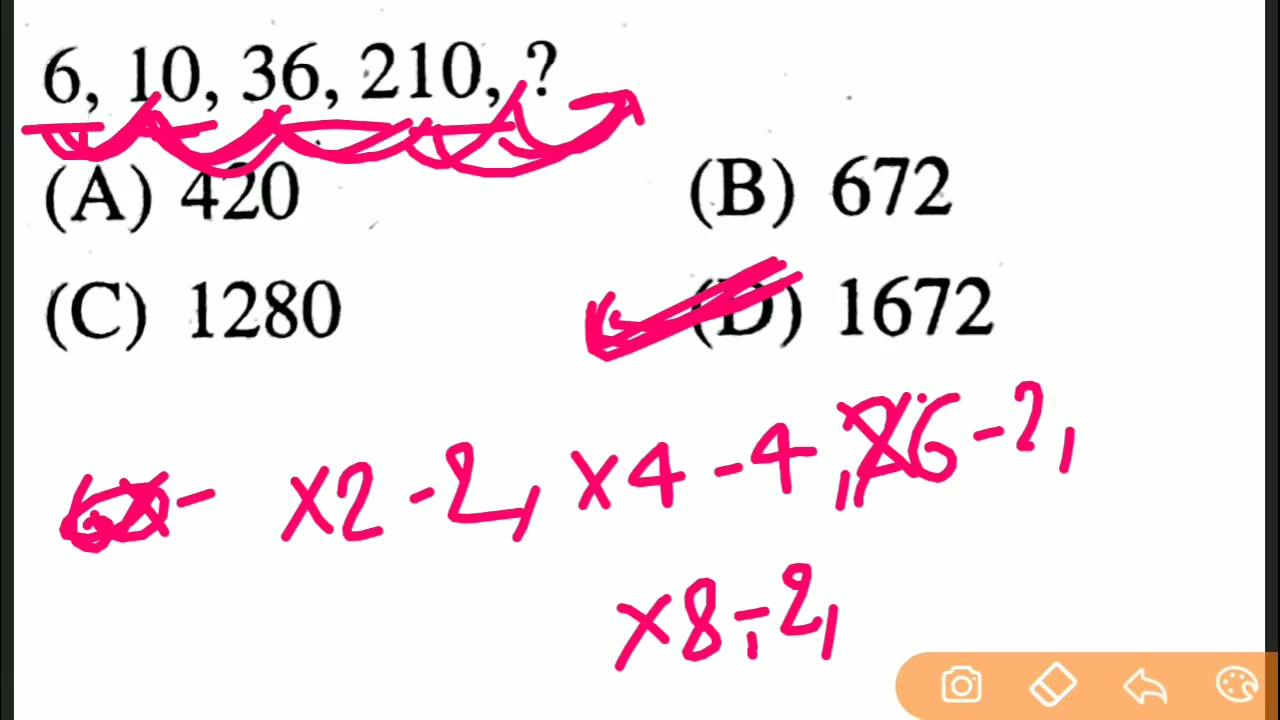 6, 10, 36, 210, ?
(A) 420 (B) 672
(C) 1280 (D) 1672
×2-2, ×4-4, ×6-2,
×8-2,